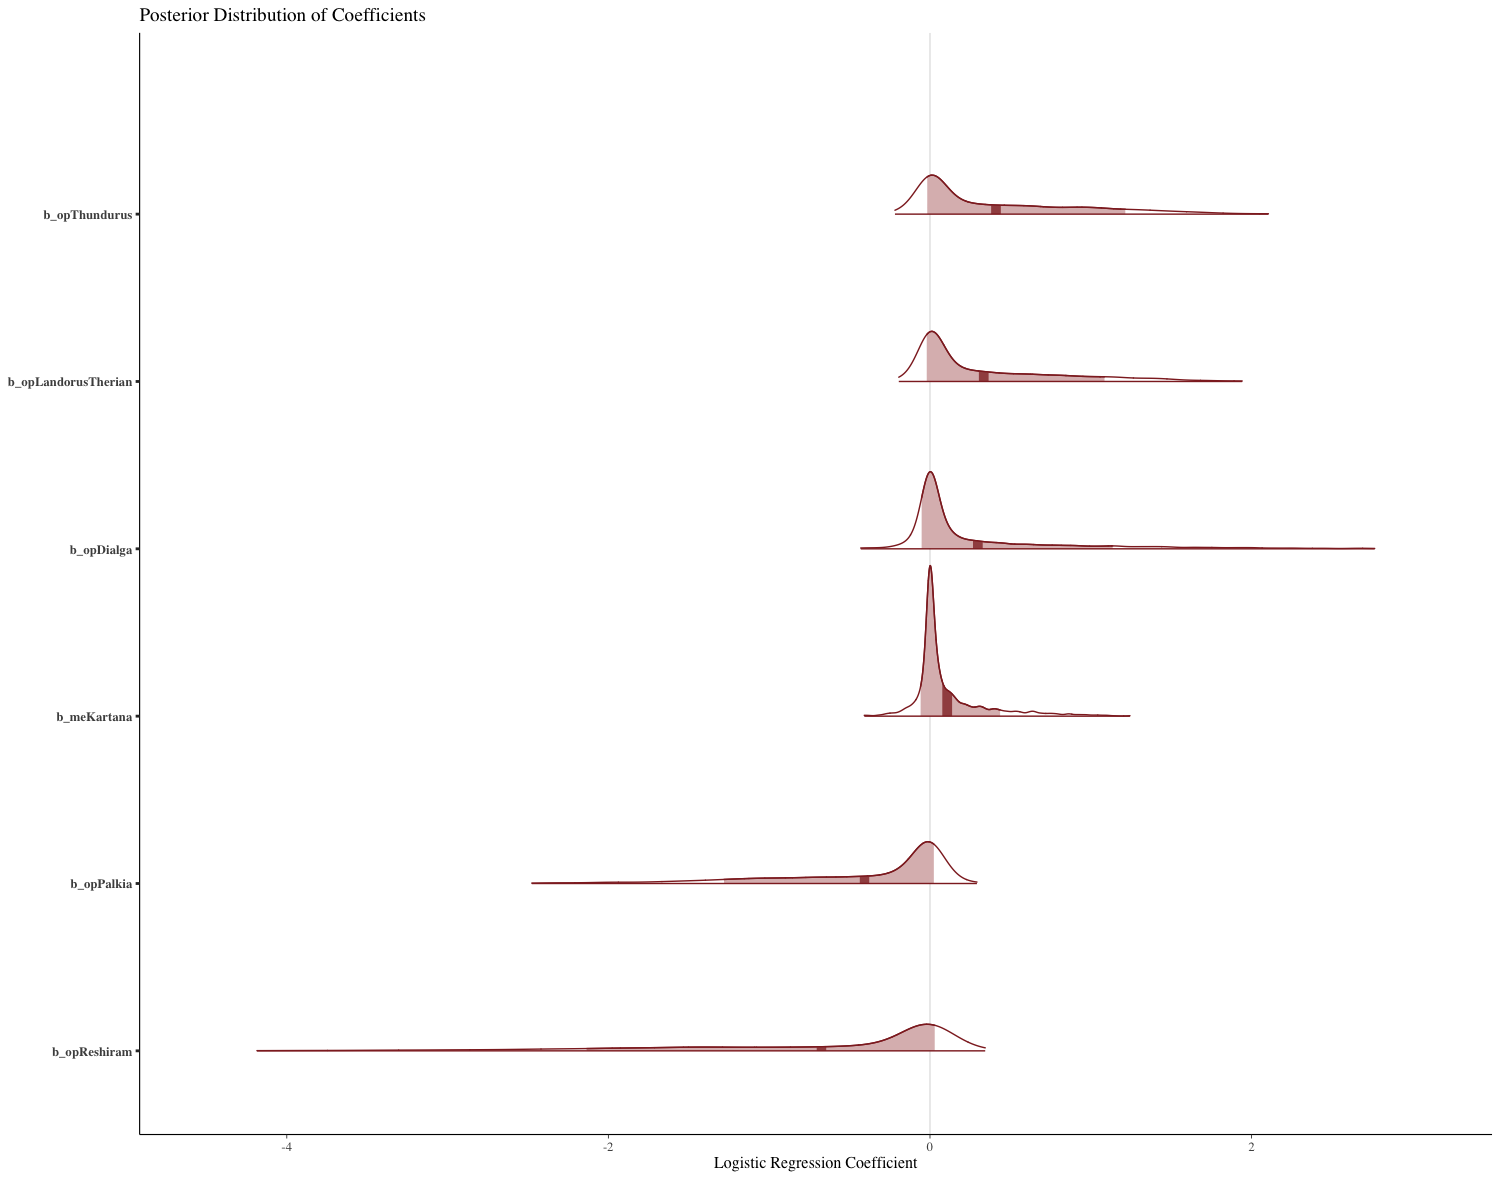 Posterior Distribution of Coefficients
b_opThundurus
b_opLandorusTherian
b_opDialga
b_meKartana
b_opPalkia
b_opReshiram
-4 -2 0 2
Logistic Regression Coefficient